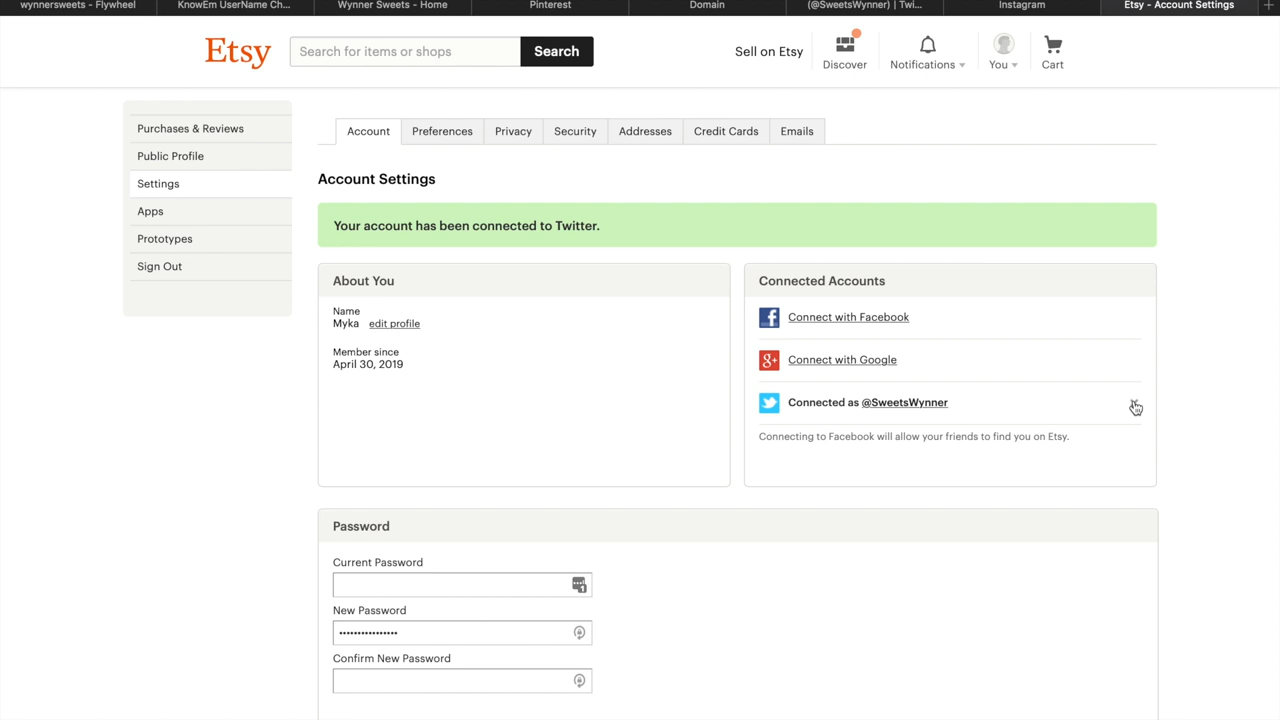 wynnersweets - Flywheel
KnowEm UserName Ch...
Wynner Sweets - Home
Pinterest
Domain
(@SweetsWynner) | Twi...
Instagram
Etsy - Account Settings
Etsy
Search for items or shops
Search
Sell on Etsy
Discover
Notifications
You
Cart
Purchases & Reviews
Public Profile
Settings
Apps
Prototypes
Sign Out
Account
Preferences
Privacy
Security
Addresses
Credit Cards
Emails
Account Settings
Your account has been connected to Twitter.
About You
Name
Myka edit profile
Member since
April 30, 2019
Connected Accounts
Connect with Facebook
Connect with Google
Connected as @SweetsWynner
Connecting to Facebook will allow your friends to find you on Etsy.
Password
Current Password
New Password
••••••••••••••••
Confirm New Password